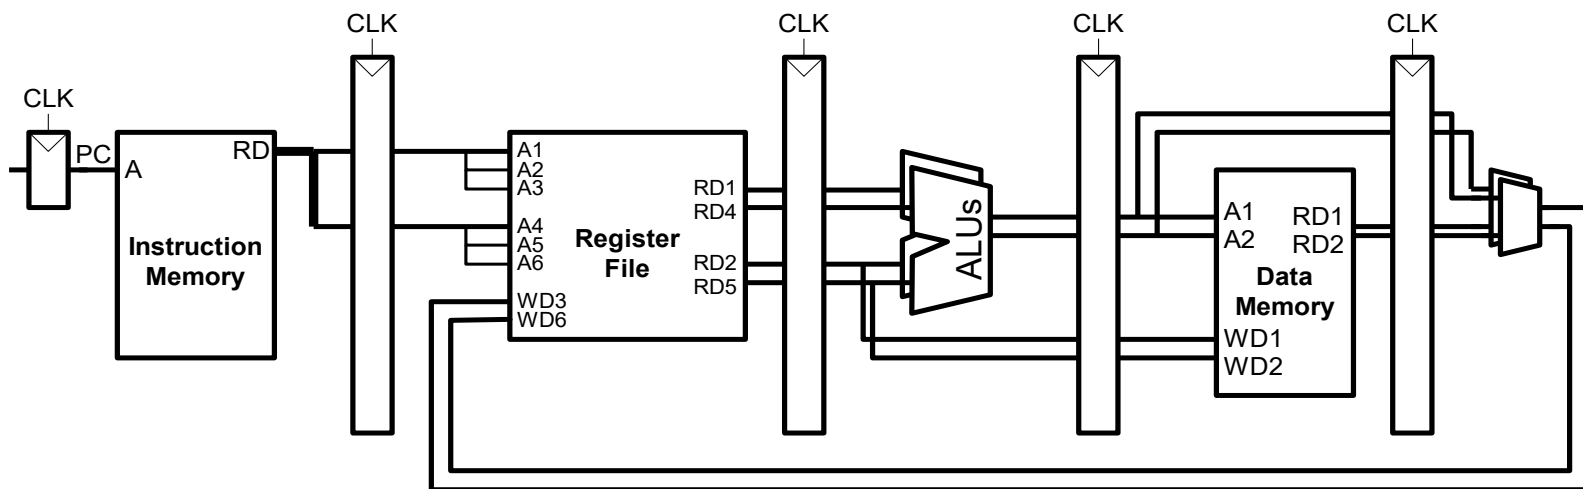 CLK
CLK
CLK
CLK
CLK
PC
A
RD
Instruction
Memory
A1
A2
A3
A4
A5
A6
WD3
WD6
Register
File
RD1
RD4
RD2
RD5
ALUs
A1
A2
RD1
RD2
Data
Memory
WD1
WD2